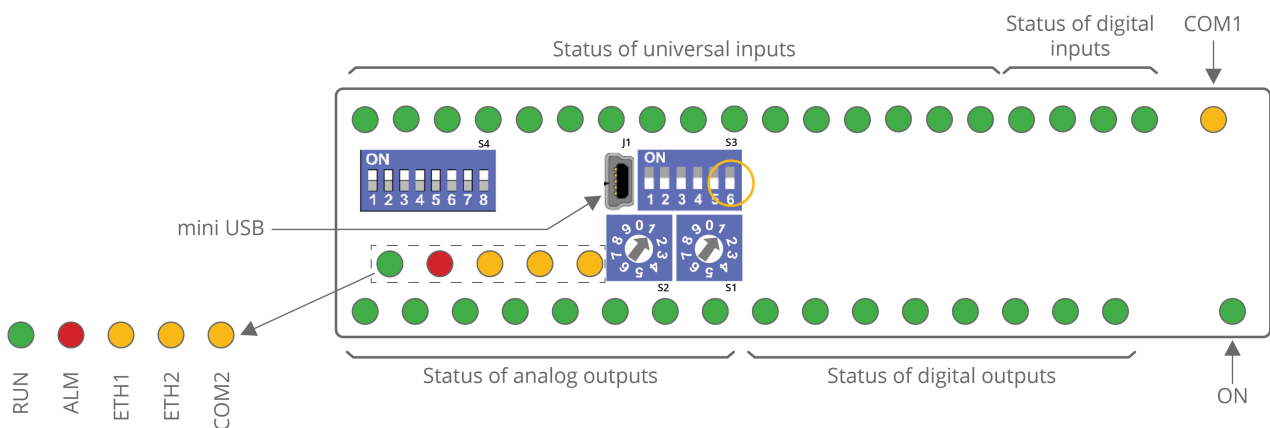 Status of digital
inputs
COM1
Status of universal inputs
S4
J1
S3
ON
1 2 3 4 5 6 7 8
ON
1 2 3 4 5 6
mini USB
0 1 2 3 4 5 6 7 8 9
0 1 2 3 4 5 6 7 8 9
S2
S1
RUN
ALM
ETH1
ETH2
COM2
Status of analog outputs
Status of digital outputs
ON